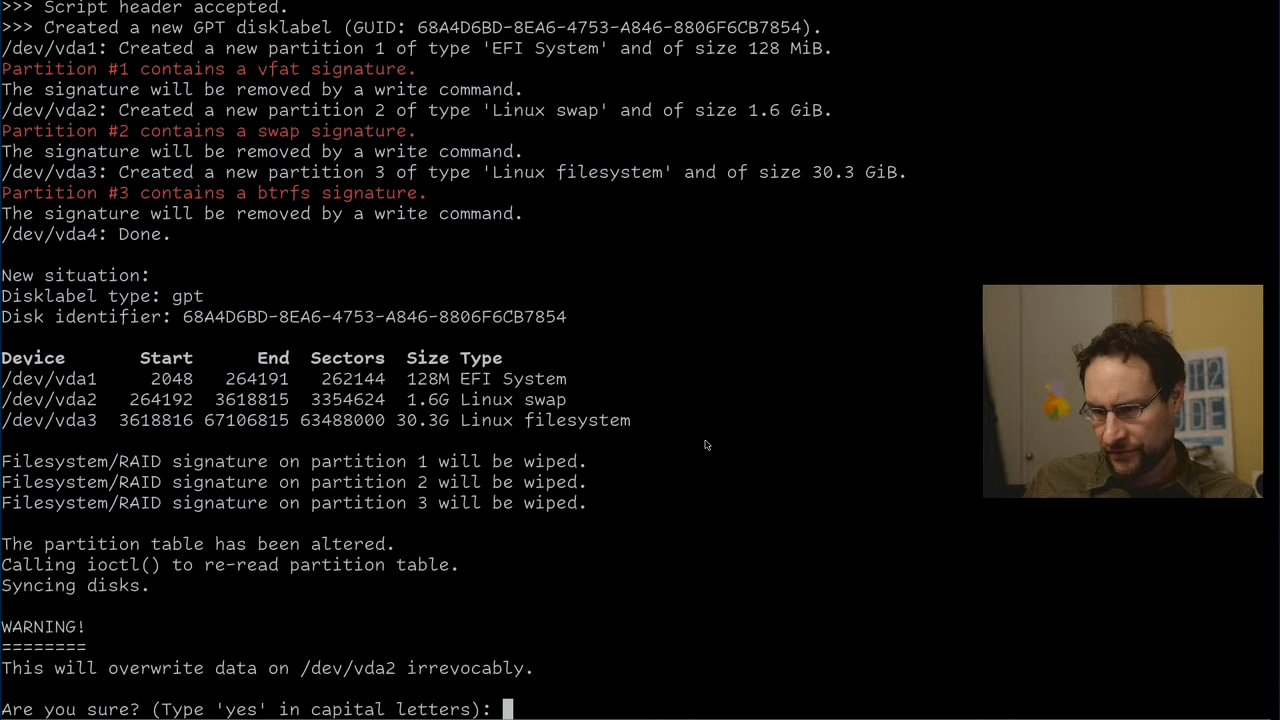 >>> Script header accepted.
>>> Created a new GPT disklabel (GUID: 68A4D6BD-8EA6-4753-A846-8806F6CB7854).
/dev/vda1: Created a new partition 1 of type 'EFI System' and of size 128 MiB.
Partition #1 contains a vfat signature.
The signature will be removed by a write command.
/dev/vda2: Created a new partition 2 of type 'Linux swap' and of size 1.6 GiB.
Partition #2 contains a swap signature.
The signature will be removed by a write command.
/dev/vda3: Created a new partition 3 of type 'Linux filesystem' and of size 30.3 GiB.
Partition #3 contains a btrfs signature.
The signature will be removed by a write command.
/dev/vda4: Done.
New situation:
Disklabel type: gpt
Disk identifier: 68A4D6BD-8EA6-4753-A846-8806F6CB7854
Device Start End Sectors Size Type
/dev/vda1 2048 264191 262144 128M EFI System
/dev/vda2 264192 3618815 3354624 1.6G Linux swap
/dev/vda3 3618816 67106815 63488000 30.3G Linux filesystem
Filesystem/RAID signature on partition 1 will be wiped.
Filesystem/RAID signature on partition 2 will be wiped.
Filesystem/RAID signature on partition 3 will be wiped.
The partition table has been altered.
Calling ioctl() to re-read partition table.
Syncing disks.
WARNING!
========
This will overwrite data on /dev/vda2 irrevocably.
Are you sure? (Type 'yes' in capital letters):